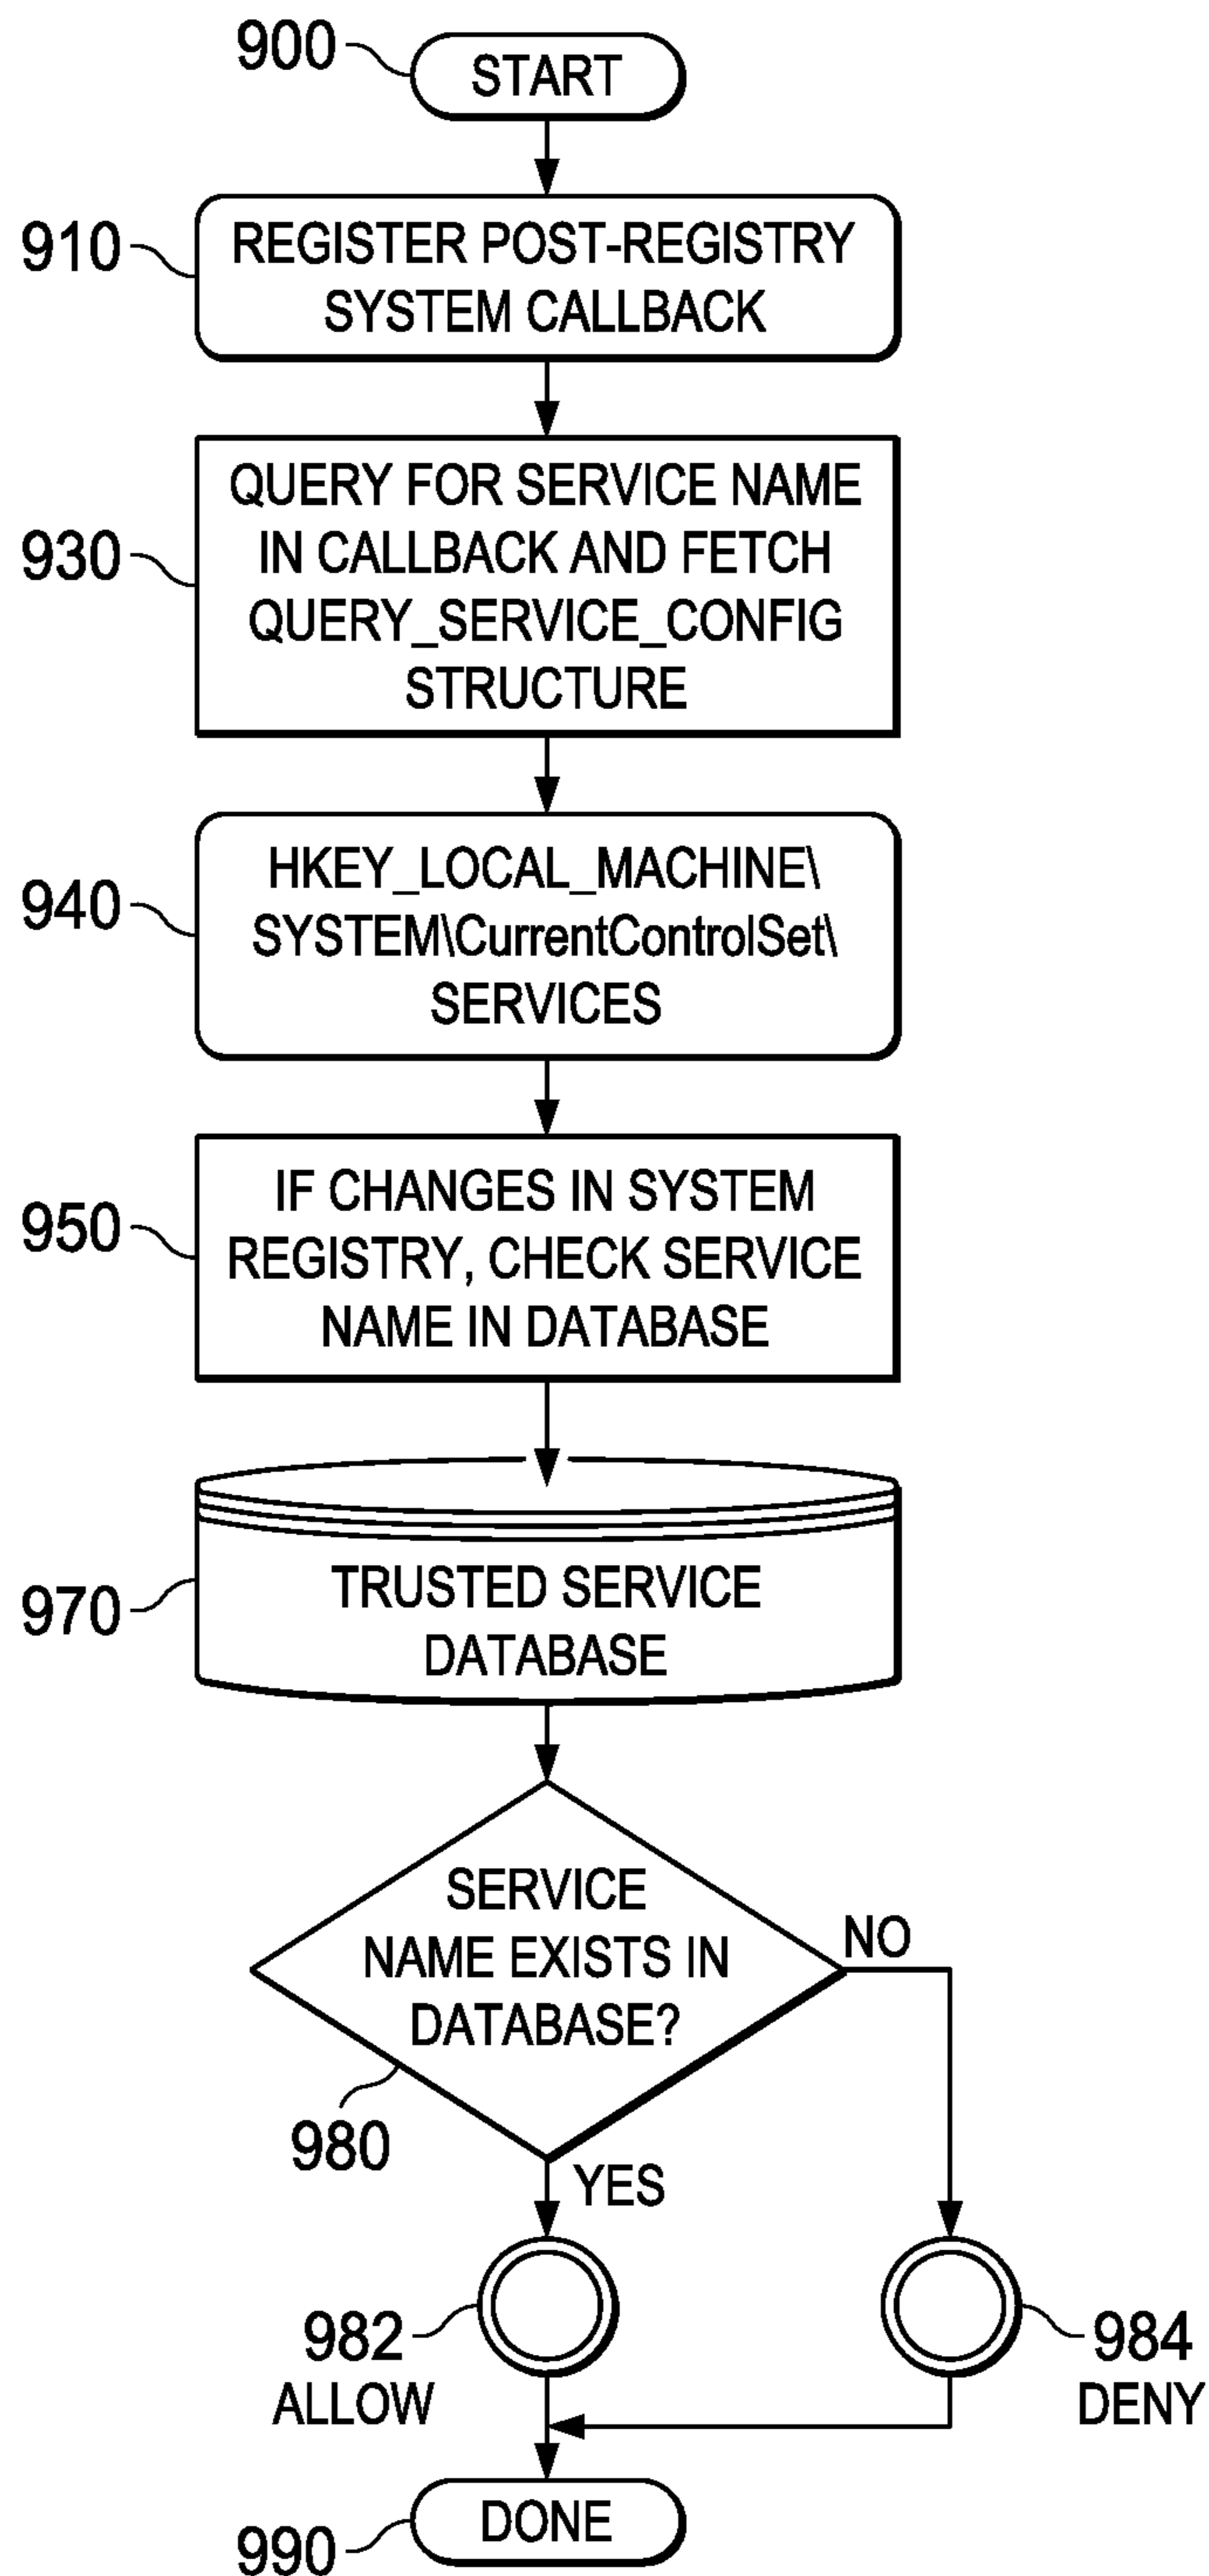 900
START
910
REGISTER POST-REGISTRY
SYSTEM CALLBACK
930
QUERY FOR SERVICE NAME
IN CALLBACK AND FETCH
QUERY_SERVICE_CONFIG
STRUCTURE
940
HKEY_LOCAL_MACHINE\
SYSTEM\CurrentControlSet\
SERVICES
950
IF CHANGES IN SYSTEM
REGISTRY, CHECK SERVICE
NAME IN DATABASE
970
TRUSTED SERVICE
DATABASE
SERVICE
NAME EXISTS IN
DATABASE?
NO
980
YES
982
ALLOW
984
DENY
DONE
990